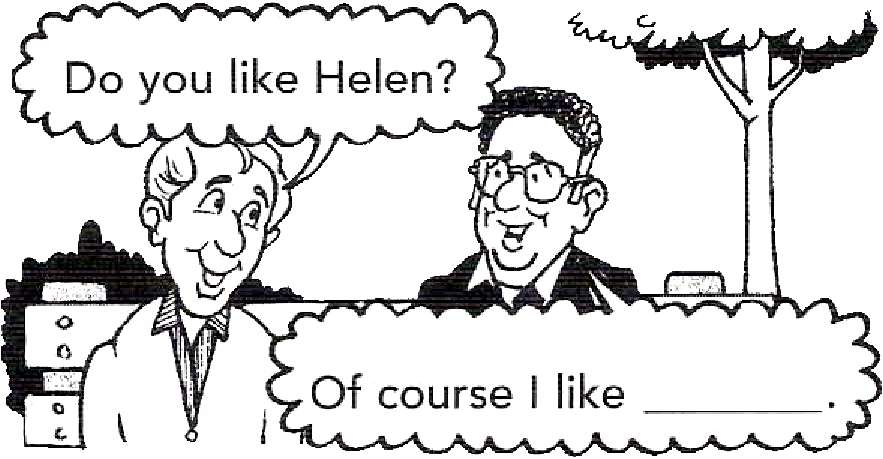 Do you like Helen?
Of course I like ________.